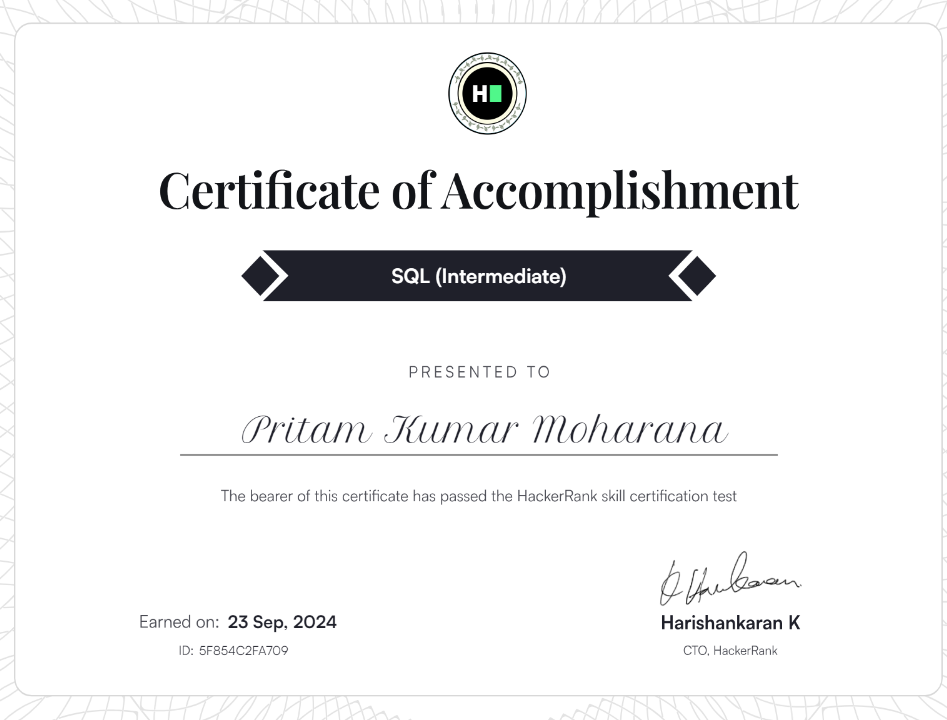 H
Certificate of Accomplishment
SQL (Intermediate)
PRESENTED TO
Pritam Kumar Moharana
The bearer of this certificate has passed the HackerRank skill certification test
Earned on: 23 Sep, 2024
ID: 5F854C2FA709
Harishankaran K
CTO, HackerRank